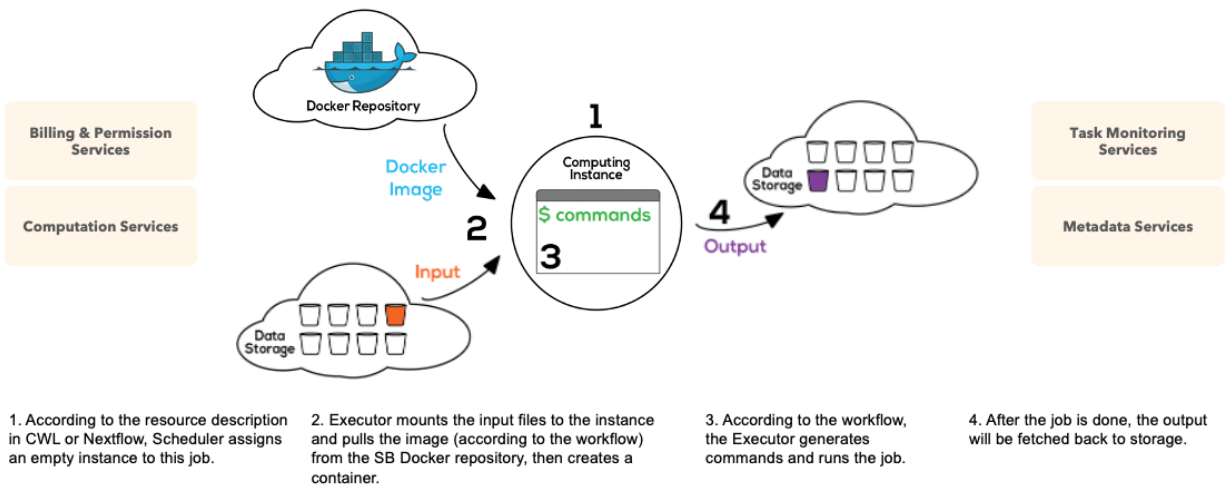 Docker Repository
Billing & Permission
Services
Computation Services
Docker
Image
2
Input
Data
Storage
1
Computing
Instance
$ commands
3
4
Output
Data
Storage
Task Monitoring
Services
Metadata Services
1. According to the resource description
in CWL or Nextflow, Scheduler assigns
an empty instance to this job.
2. Executor mounts the input files to the instance
and pulls the image (according to the workflow)
from the SB Docker repository, then creates a
container.
3. According to the workflow,
the Executor generates
commands and runs the job.
4. After the job is done, the output
will be fetched back to storage.